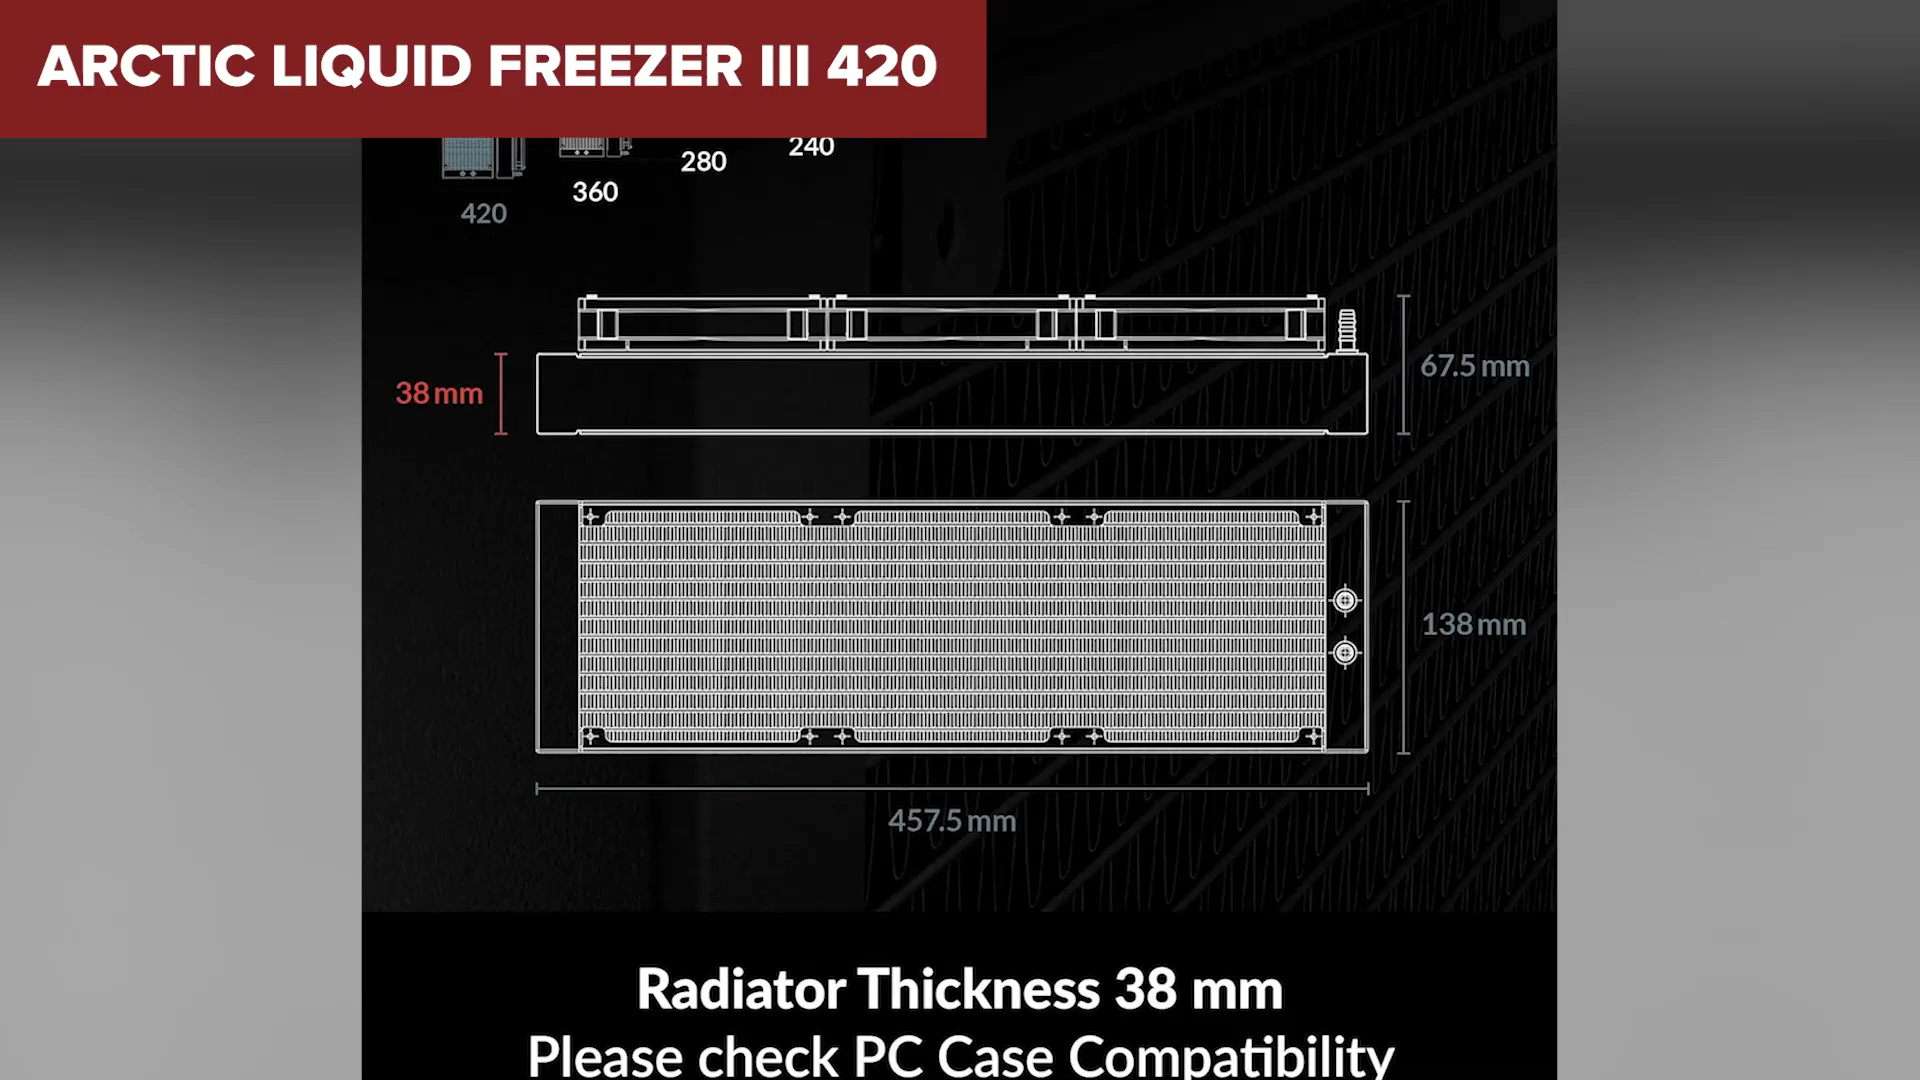 ARCTIC LIQUID FREEZER III 420
240
280
360
420
38 mm
67.5 mm
138 mm
457.5 mm
Radiator Thickness 38 mm
Please check PC Case Compatibility